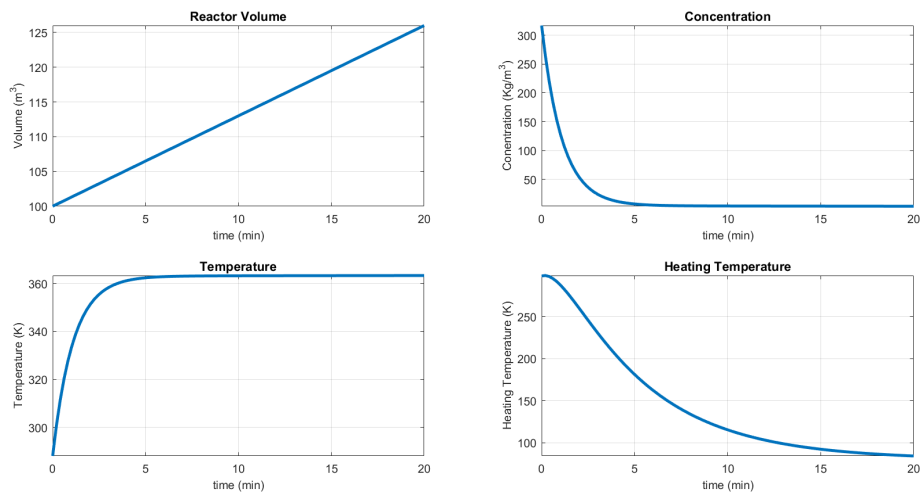 Reactor Volume
Volume (m³)
125
120
115
110
105
100
0 5 10 15 20
time (min)
Concentration
Conentration (Kg/m³)
300
250
200
150
100
50
0 5 10 15 20
time (min)
Temperature
Temperature (K)
360
340
320
300
0 5 10 15 20
time (min)
Heating Temperature
Heating Temperature (K)
250
200
150
100
0 5 10 15 20
time (min)